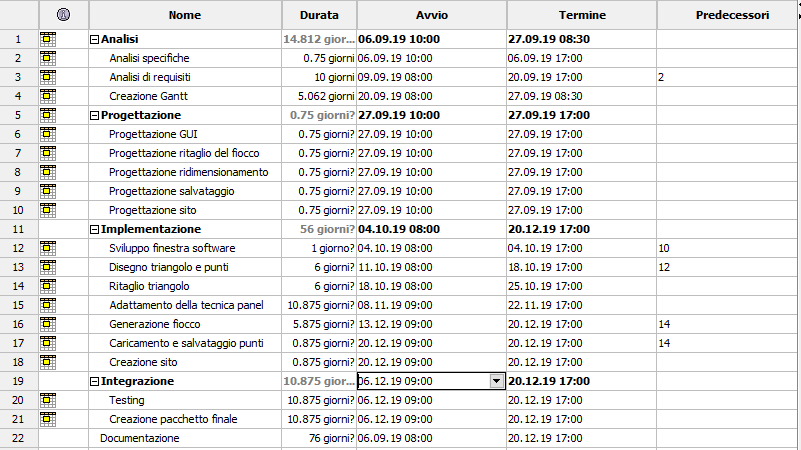 Nome Durata Avvio Termine Predecessori
1 Analisi 14.812 gior... 06.09.19 10:00 27.09.19 08:30
2 Analisi specifiche 0.75 giorni 06.09.19 10:00 06.09.19 17:00
3 Analisi di requisiti 10 giorni 09.09.19 08:00 20.09.19 17:00 2
4 Creazione Gantt 5.062 giorni 20.09.19 08:00 27.09.19 08:30
5 Progettazione 0.75 giorni? 27.09.19 10:00 27.09.19 17:00
6 Progettazione GUI 0.75 giorni? 27.09.19 10:00 27.09.19 17:00
7 Progettazione ritaglio del fiocco 0.75 giorni? 27.09.19 10:00 27.09.19 17:00
8 Progettazione ridimensionamento 0.75 giorni? 27.09.19 10:00 27.09.19 17:00
9 Progettazione salvataggio 0.75 giorni? 27.09.19 10:00 27.09.19 17:00
10 Progettazione sito 0.75 giorni? 27.09.19 10:00 27.09.19 17:00
11 Implementazione 56 giorni? 04.10.19 08:00 20.12.19 17:00
12 Sviluppo finestra software 1 giorno? 04.10.19 08:00 04.10.19 17:00 10
13 Disegno triangolo e punti 6 giorni? 11.10.19 08:00 18.10.19 17:00 12
14 Ritaglio triangolo 6 giorni? 18.10.19 08:00 25.10.19 17:00
15 Adattamento della tecnica panel 10.875 giorni? 08.11.19 09:00 22.11.19 17:00
16 Generazione fiocco 5.875 giorni? 13.12.19 09:00 20.12.19 17:00 14
17 Caricamento e salvataggio punti 0.875 giorni? 20.12.19 09:00 20.12.19 17:00 14
18 Creazione sito 0.875 giorni? 20.12.19 09:00 20.12.19 17:00
19 Integrazione 10.875 gior... 06.12.19 09:00 20.12.19 17:00
20 Testing 10.875 giorni? 06.12.19 09:00 20.12.19 17:00
21 Creazione pacchetto finale 10.875 giorni? 06.12.19 09:00 20.12.19 17:00
22 Documentazione 76 giorni? 06.09.19 08:00 20.12.19 17:00